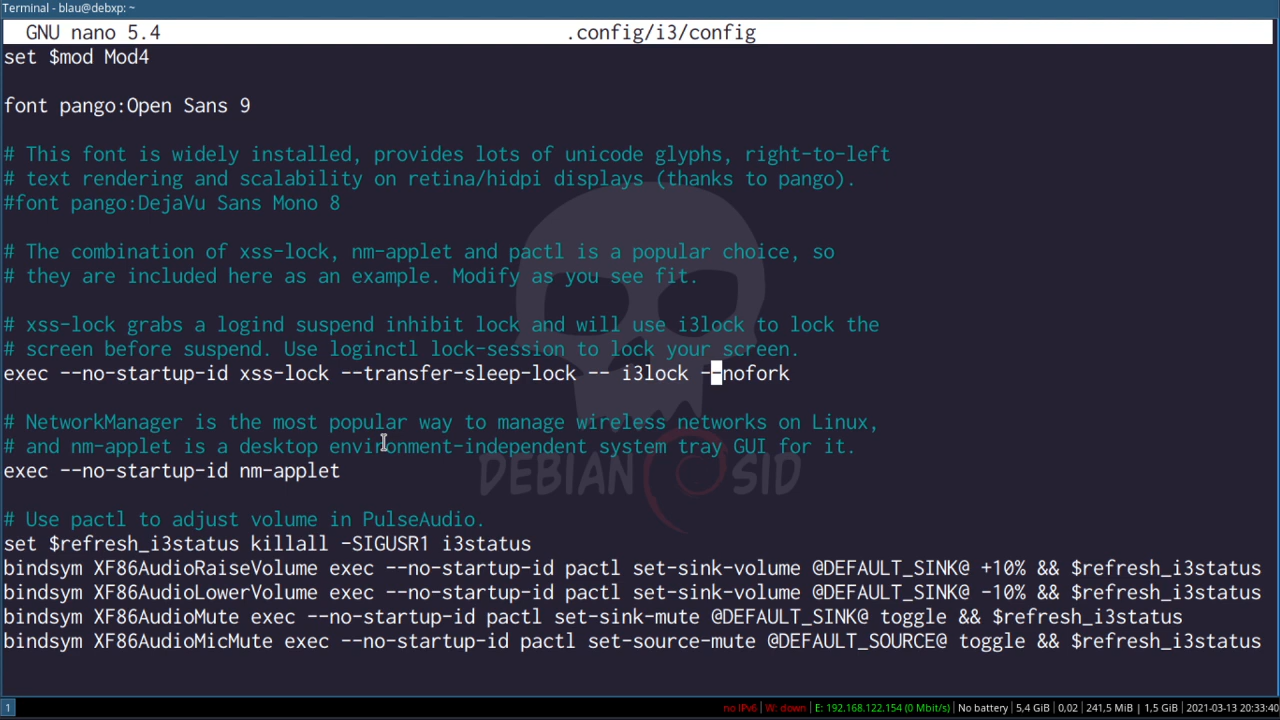 Terminal - blau@debxp: ~
GNU nano 5.4 .config/i3/config
set $mod Mod4
font pango:Open Sans 9
# This font is widely installed, provides lots of unicode glyphs, right-to-left
# text rendering and scalability on retina/hidpi displays (thanks to pango).
#font pango:DejaVu Sans Mono 8
# The combination of xss-lock, nm-applet and pactl is a popular choice, so
# they are included here as an example. Modify as you see fit.
# xss-lock grabs a logind suspend inhibit lock and will use i3lock to lock the
# screen before suspend. Use loginctl lock-session to lock your screen.
exec --no-startup-id xss-lock --transfer-sleep-lock -- i3lock --nofork
# NetworkManager is the most popular way to manage wireless networks on Linux,
# and nm-applet is a desktop environment-independent system tray GUI for it.
exec --no-startup-id nm-applet
DEBIAN SID
# Use pactl to adjust volume in PulseAudio.
set $refresh_i3status killall -SIGUSR1 i3status
bindsym XF86AudioRaiseVolume exec --no-startup-id pactl set-sink-volume @DEFAULT_SINK@ +10% && $refresh_i3status
bindsym XF86AudioLowerVolume exec --no-startup-id pactl set-sink-volume @DEFAULT_SINK@ -10% && $refresh_i3status
bindsym XF86AudioMute exec --no-startup-id pactl set-sink-mute @DEFAULT_SINK@ toggle && $refresh_i3status
bindsym XF86AudioMicMute exec --no-startup-id pactl set-source-mute @DEFAULT_SOURCE@ toggle && $refresh_i3status
1 no IPv6 | W: down | E: 192.168.122.154 (0 Mbit/s) | No battery | 5,4 GiB | 0,02 | 241,5 MiB | 1,5 GiB | 2021-03-13 20:33:40